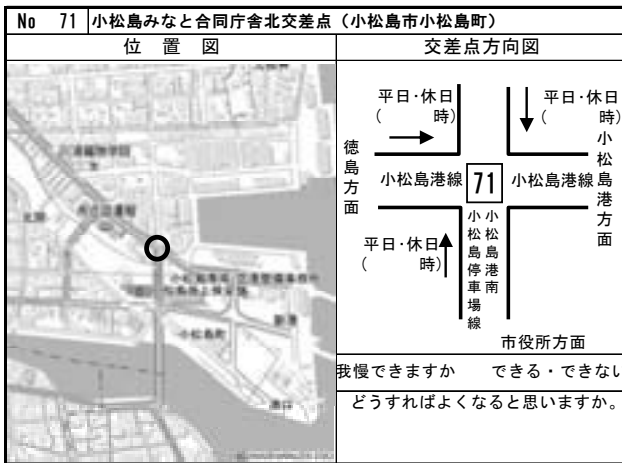 No 71 小松島みなと合同庁舎北交差点（小松島市小松島町）
位 置 図
交差点方向図
小松島町
港口
平日・休日
（ 時）
平日・休日
（ 時）
徳島方面
小松島港線
71
小松島港線
小松島港方面
平日・休日
（ 時）
小松島停車場線
小松島港南
市役所方面
我慢できますか できる・できない
どうすればよくなると思いますか。